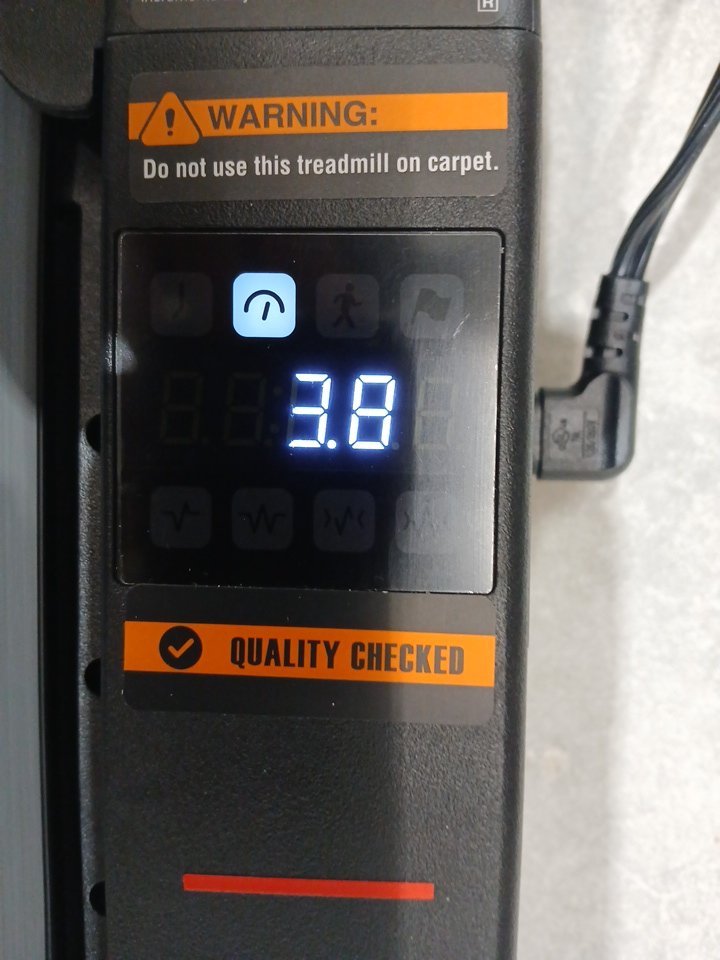 R
WARNING:
Do not use this treadmill on carpet.
3.8
QUALITY CHECKED